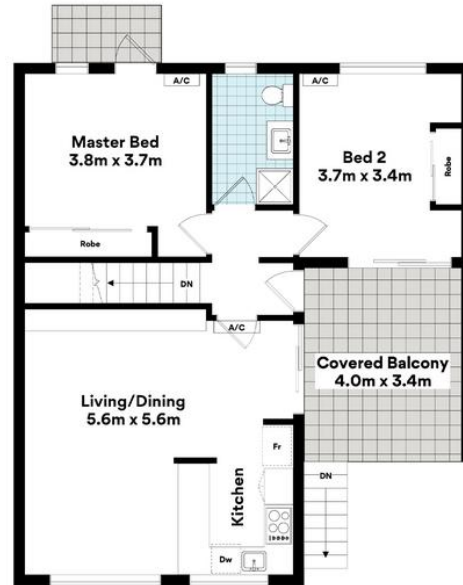 A/C
A/C
Master Bed
3.8m x 3.7m
Bed 2
3.7m x 3.4m
Robe
Robe
DN
A/C
Covered Balcony
4.0m x 3.4m
Living/Dining
5.6m x 5.6m
Fr
Kitchen
DN
Dw